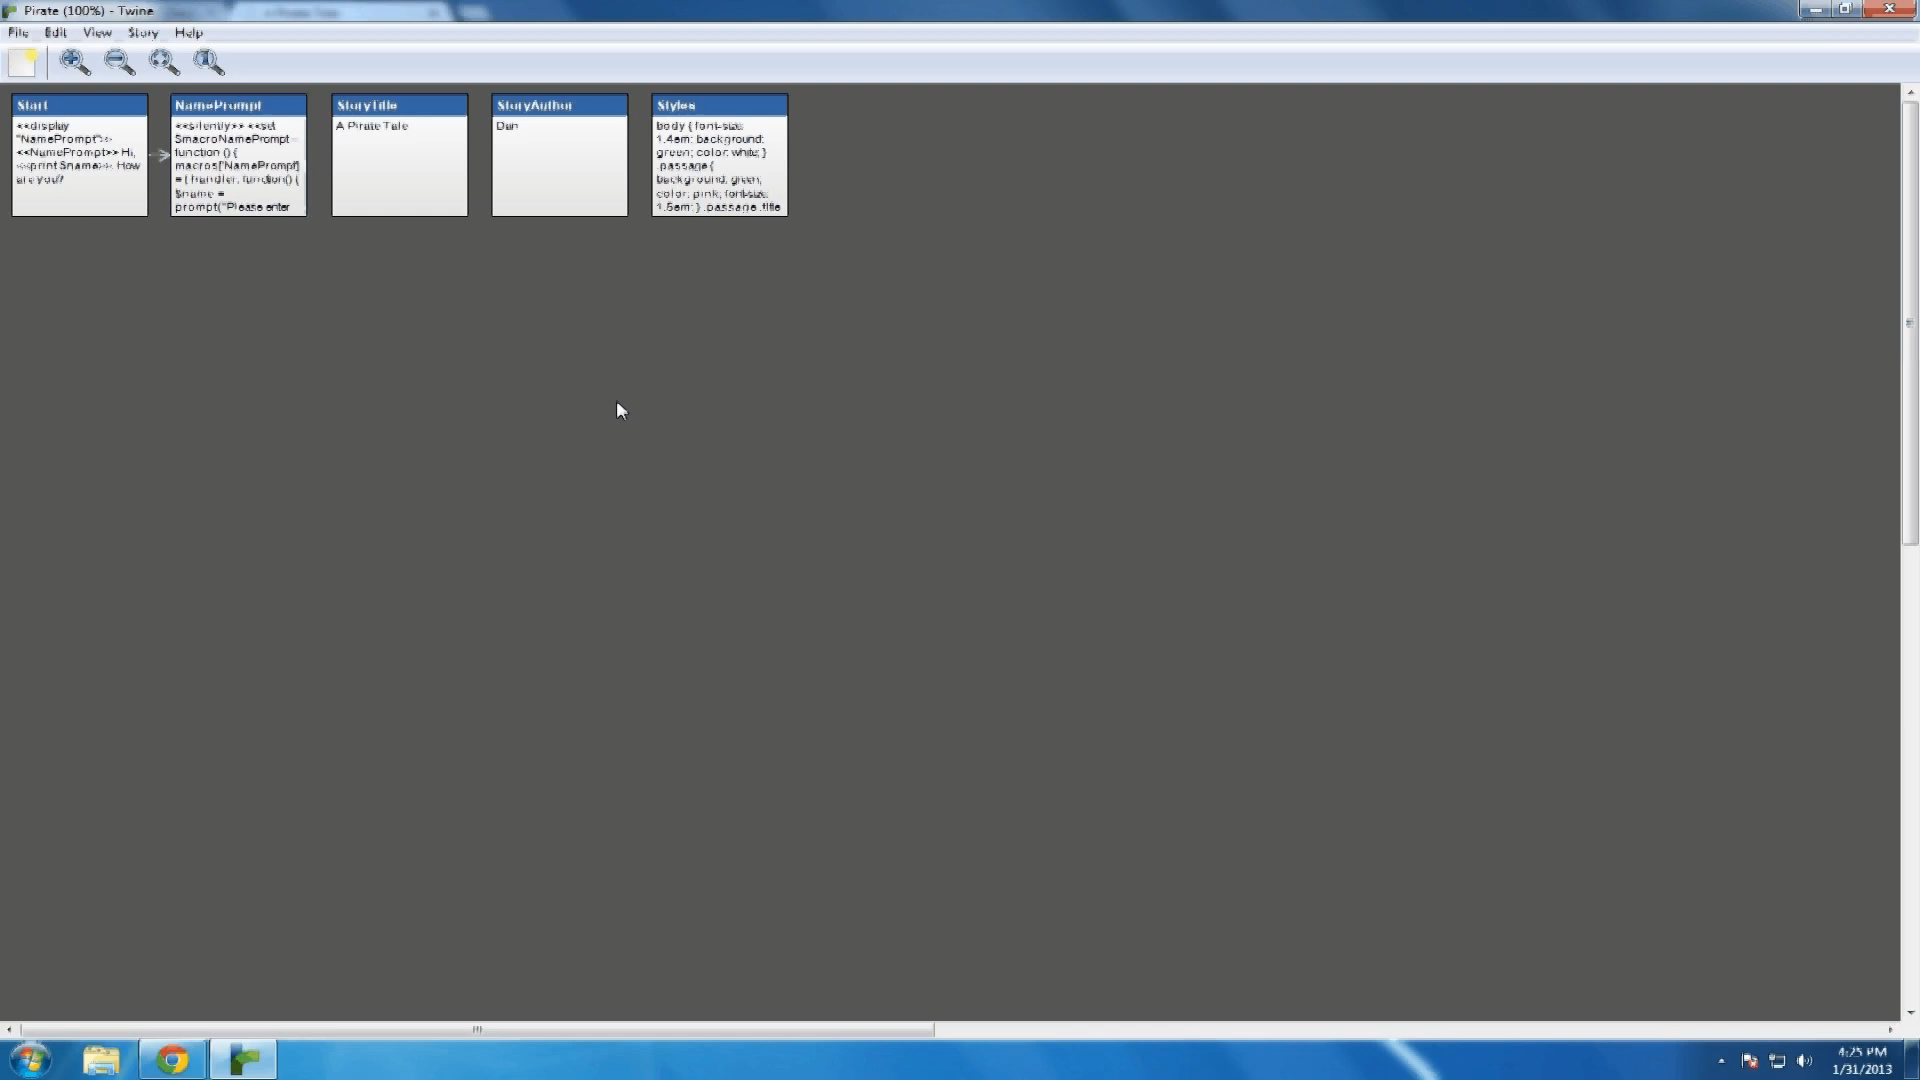 Pirate (100%) - Twine
File Edit View Story Help
Start
<<display
"NamePrompt">>
<<NamePrompt>> Hi,
<<print $name>>. How
are you?
NamePrompt
<<silently>> <<set
$macroNamePrompt =
function () {
macros['NamePrompt']
= { handler: function() {
$name =
prompt("Please enter
StoryTitle
A Pirate Tale
StoryAuthor
Dan
Styles
body { font-size:
1.4em; background:
green; color: white; }
.passage {
background: green;
color: pink; font-size:
1.5em; } .passage .title
4:25 PM
1/31/2013